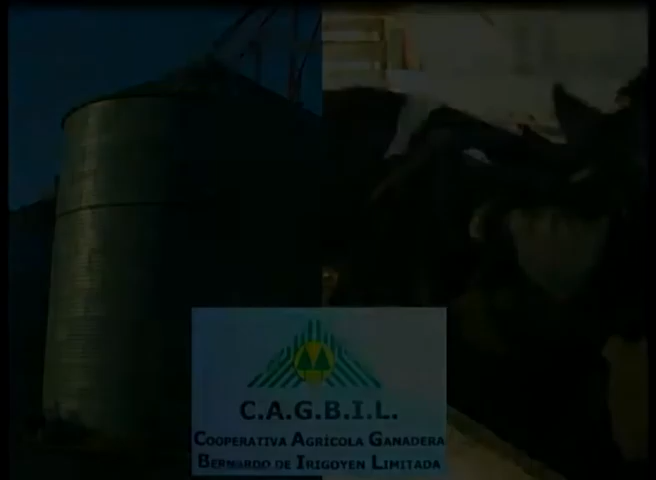 C.A.G.B.I.L.
COOPERATIVA AGRÍCOLA GANADERA
BERNARDO DE IRIGOYEN LIMITADA